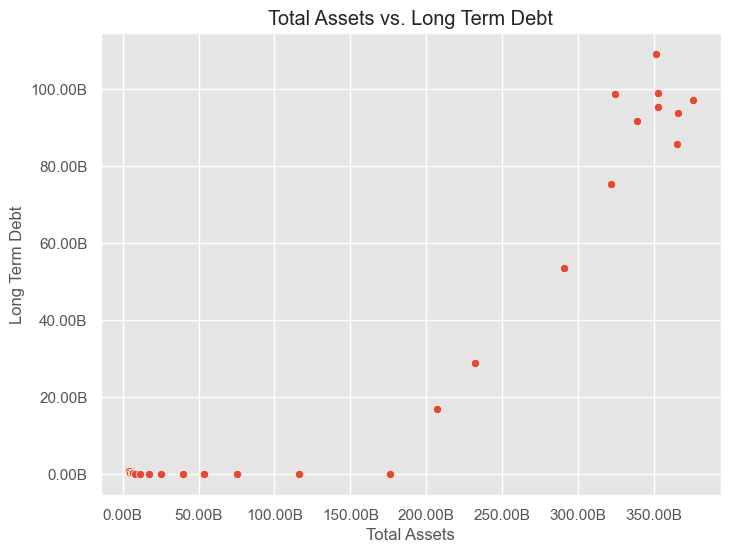 Total Assets vs. Long Term Debt
100.00B
80.00B
60.00B
40.00B
20.00B
0.00B
Long Term Debt
0.00B 50.00B 100.00B 150.00B 200.00B 250.00B 300.00B 350.00B
Total Assets